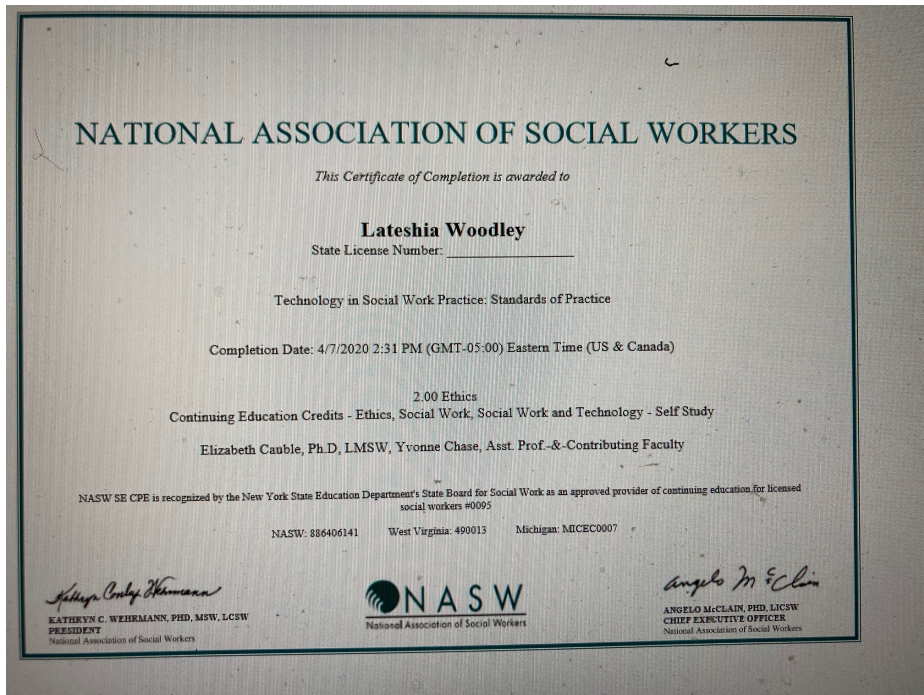 NATIONAL ASSOCIATION OF SOCIAL WORKERS
This Certificate of Completion is awarded to
Lateshia Woodley
State License Number:
Technology in Social Work Practice: Standards of Practice
Completion Date: 4/7/2020 2:31 PM (GMT-05:00) Eastern Time (US & Canada)
2.00 Ethics
Continuing Education Credits - Ethics, Social Work, Social Work and Technology - Self Study
Elizabeth Cauble, Ph.D, LMSW, Yvonne Chase, Asst. Prof.-&-Contributing Faculty
NASW SE CPE is recognized by the New York State Education Department's State Board for Social Work as an approved provider of continuing education for licensed
social workers #0095
NASW: 886406141 West Virginia: 490013 Michigan: MICEC0007
Kathryn Conley Wehrmann
KATHRYN C. WEHRMANN, PHD, MSW, LCSW
PRESIDENT
National Association of Social Workers
NASW
National Association of Social Workers
Angelo McClain
ANGELO McCLAIN, PHD, LICSW
CHIEF EXECUTIVE OFFICER
National Association of Social Workers